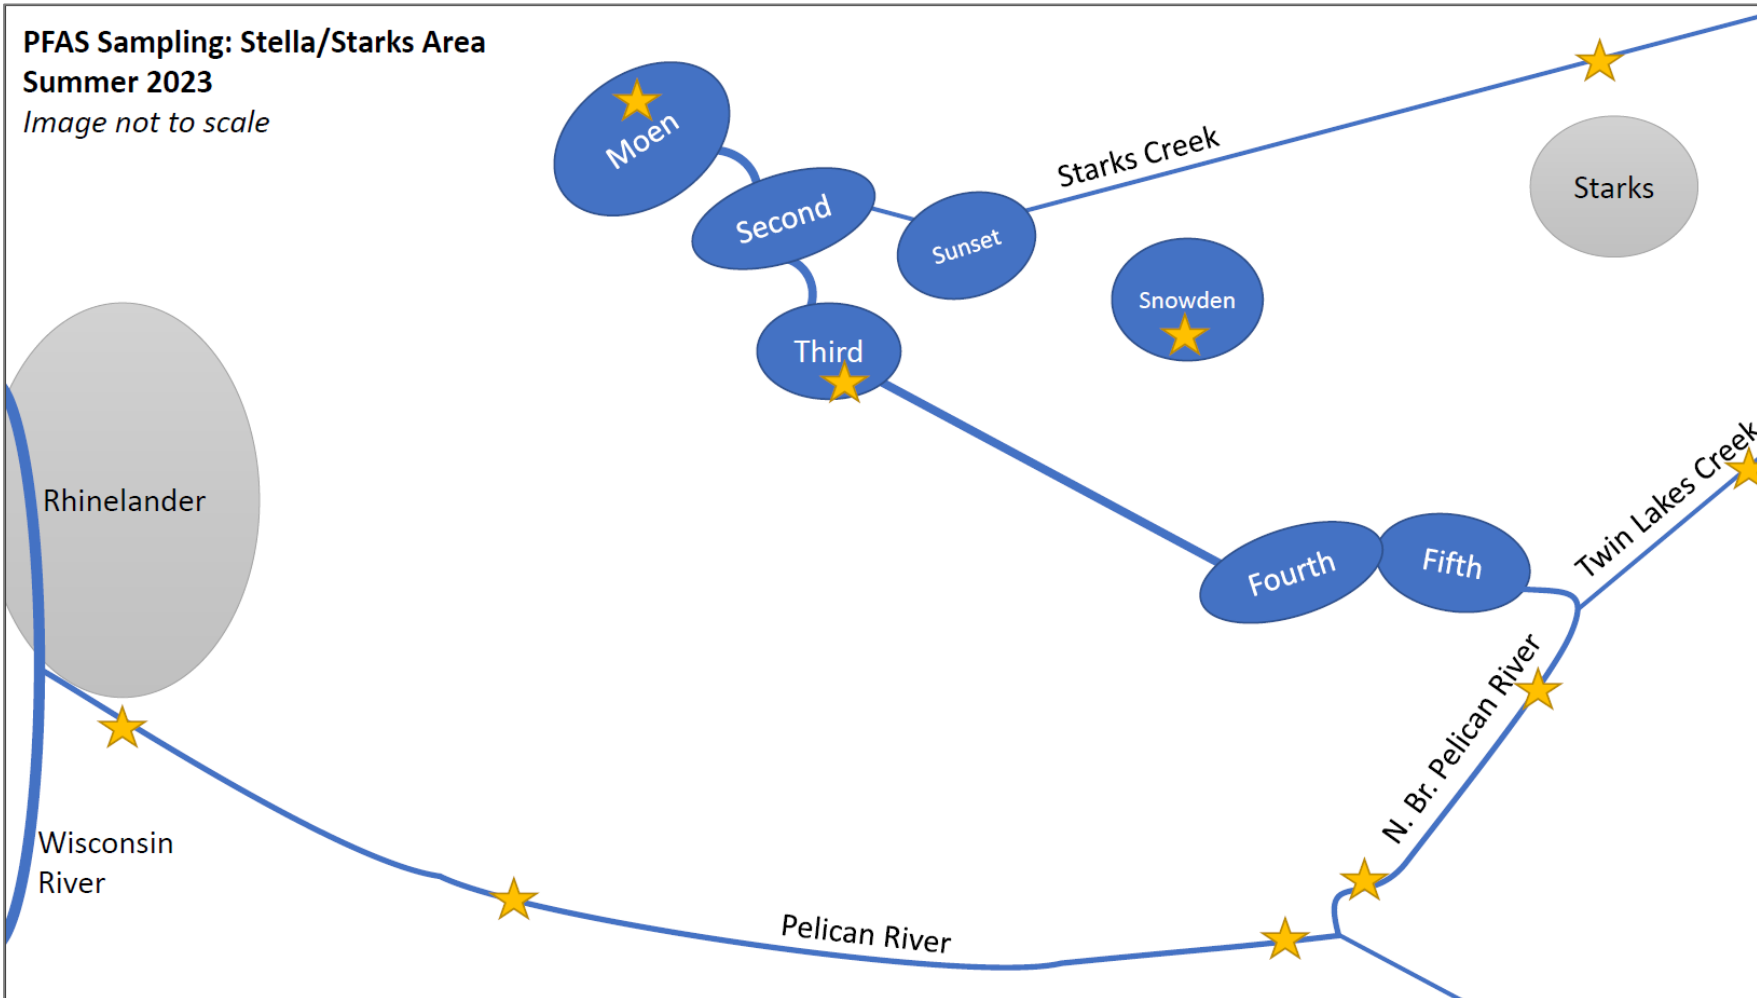 PFAS Sampling: Stella/Starks Area
Summer 2023
Image not to scale
Moen
Starks Creek
Starks
Second
Sunset
Snowden
Third
Rhinelander
Twin Lakes Creek
Fourth
Fifth
N. Br. Pelican River
Wisconsin
River
Pelican River